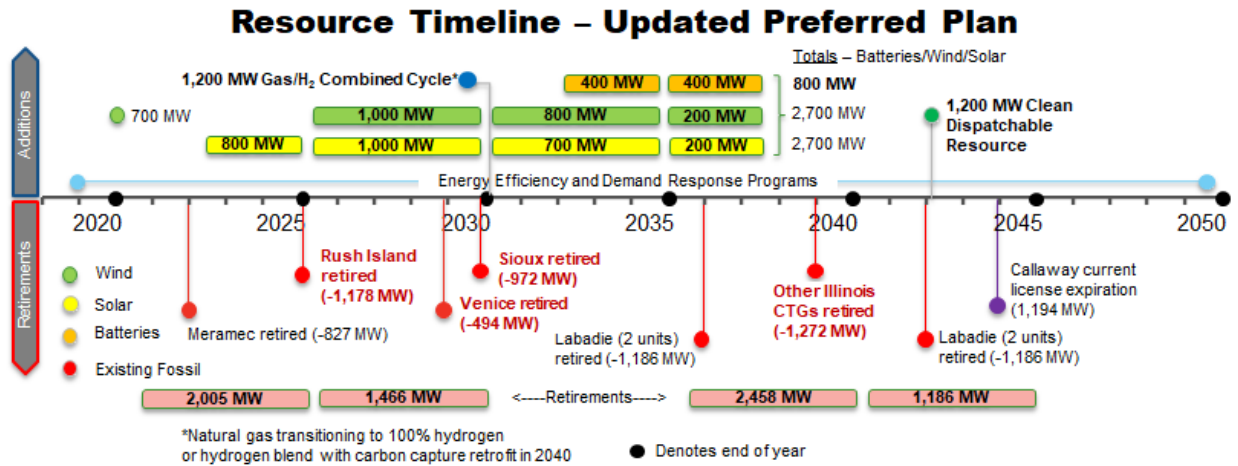 Resource Timeline – Updated Preferred Plan
Totals – Batteries/Wind/Solar
1,200 MW Gas/H₂ Combined Cycle*
400 MW
400 MW
800 MW
700 MW
1,000 MW
800 MW
200 MW
2,700 MW
800 MW
1,000 MW
700 MW
200 MW
2,700 MW
1,200 MW Clean
Dispatchable
Resource
Additions
Energy Efficiency and Demand Response Programs
2020
2025
2030
2035
2040
2045
2050
Retirements
Wind
Solar
Batteries
Existing Fossil
Meramec retired (-827 MW)
Rush Island
retired
(-1,178 MW)
Venice retired
(-494 MW)
Sioux retired
(-972 MW)
Labadie (2 units)
retired (-1,186 MW)
Other Illinois
CTGs retired
(-1,272 MW)
Callaway current
license expiration
(1,194 MW)
Labadie (2 units)
retired (-1,186 MW)
2,005 MW
1,466 MW
<----Retirements---->
2,458 MW
1,186 MW
*Natural gas transitioning to 100% hydrogen
or hydrogen blend with carbon capture retrofit in 2040
Denotes end of year